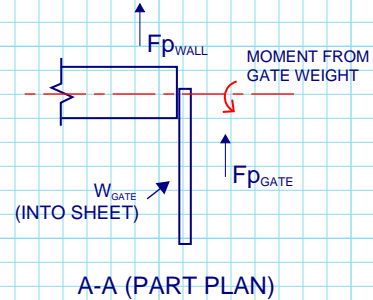 FpWALL
MOMENT FROM
GATE WEIGHT
FpGATE
WGATE
(INTO SHEET)
A-A (PART PLAN)